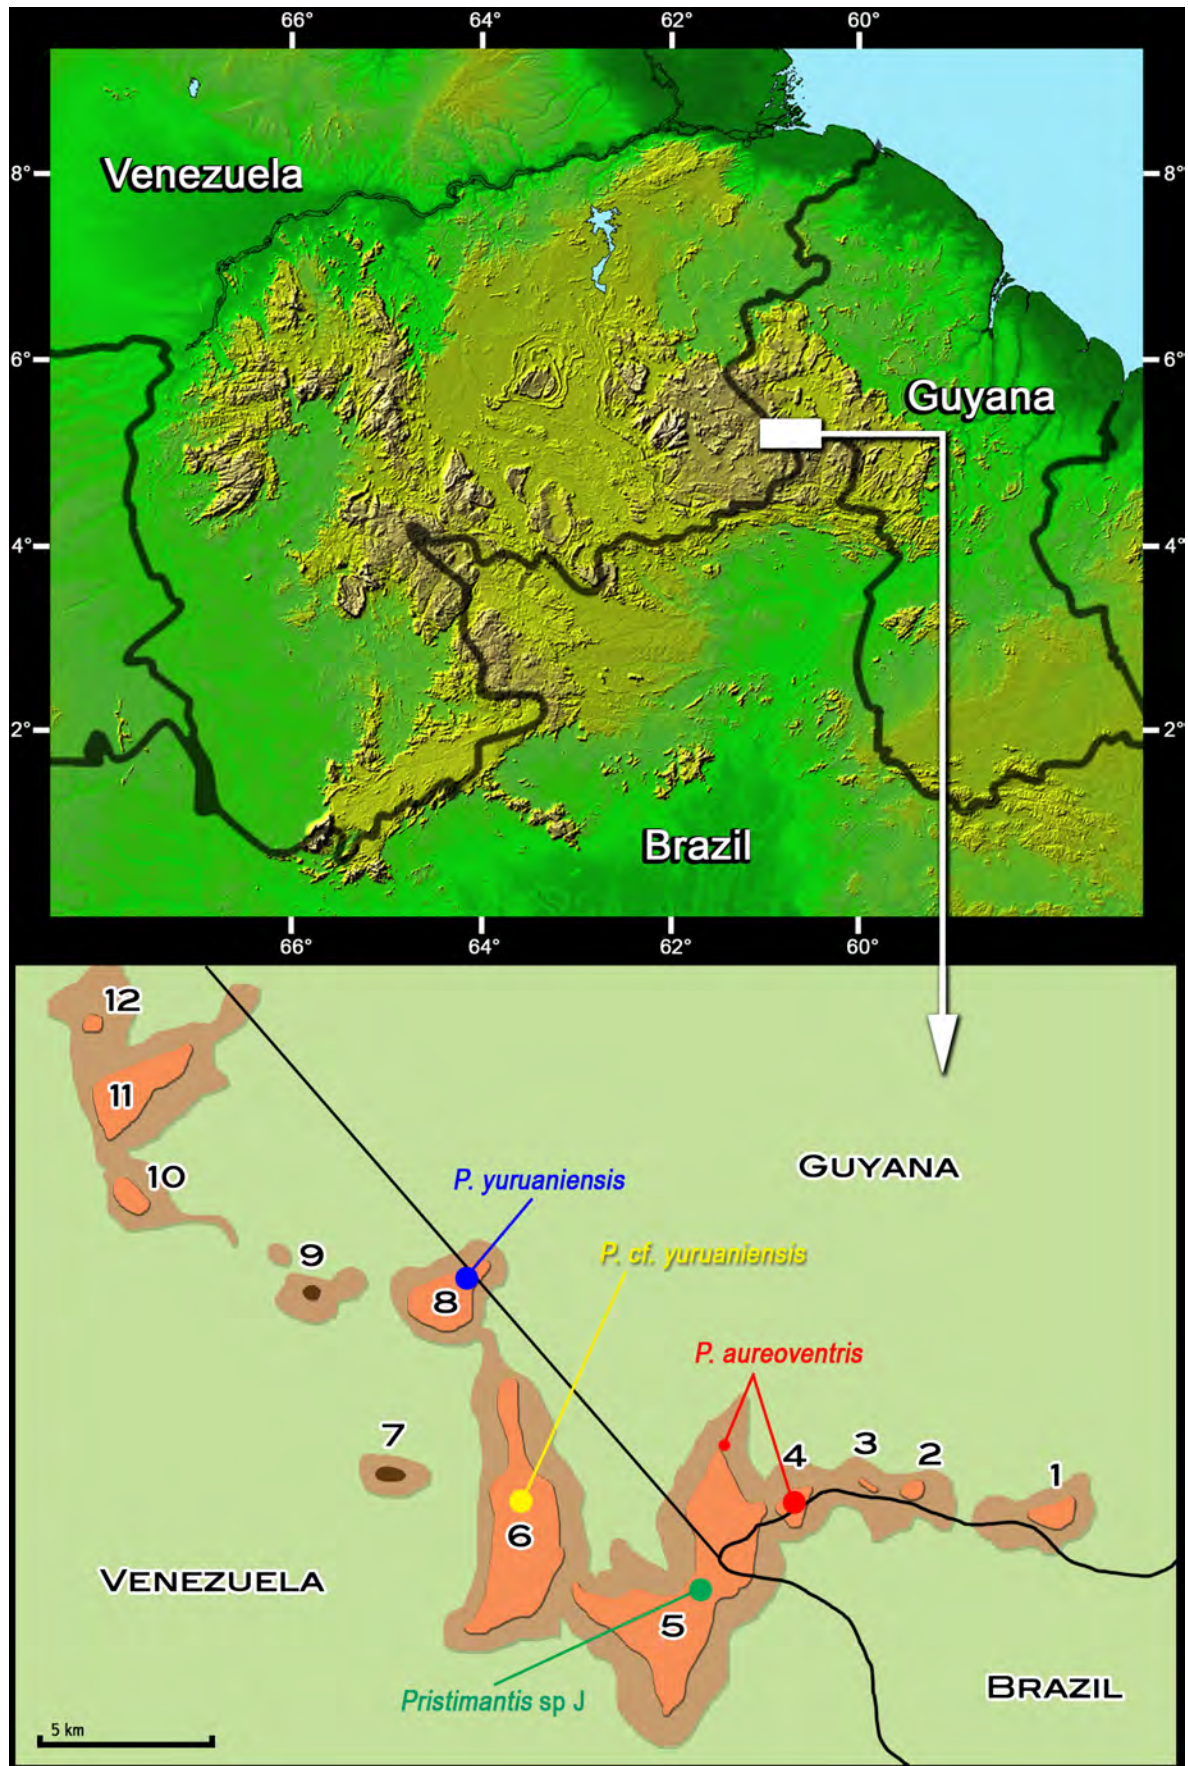 66° 64° 62° 60°
8° 8°
Venezuela
6° 6°
Guyana
4° 4°
2° 2°
Brazil
66° 64° 62° 60°
12
11
10
P. yuruaniensis
GUYANA
9
P. cf. yuruaniensis
8
P. aureoventris
7
4
3
2
1
6
VENEZUELA
5
Pristimantis sp J
BRAZIL
5 km